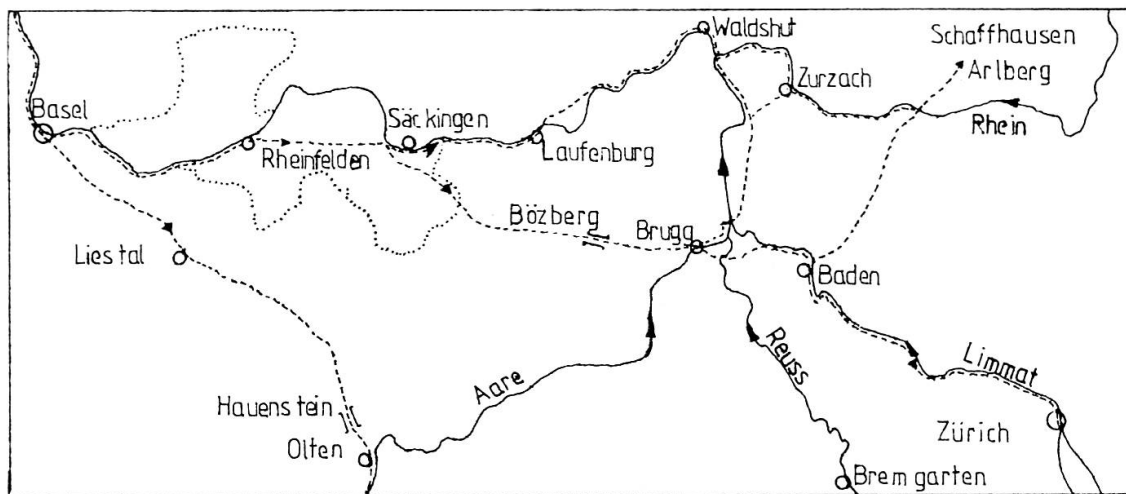 Waldshut
Schaffhausen
Arlberg
Basel
Säckingen
Zurzach
Rhein
Rheinfelden
Laufenburg
Bözberg
Brugg
Liestal
Baden
Reuss
Limmat
Aare
Hauenstein
Olten
Zürich
Bremgarten